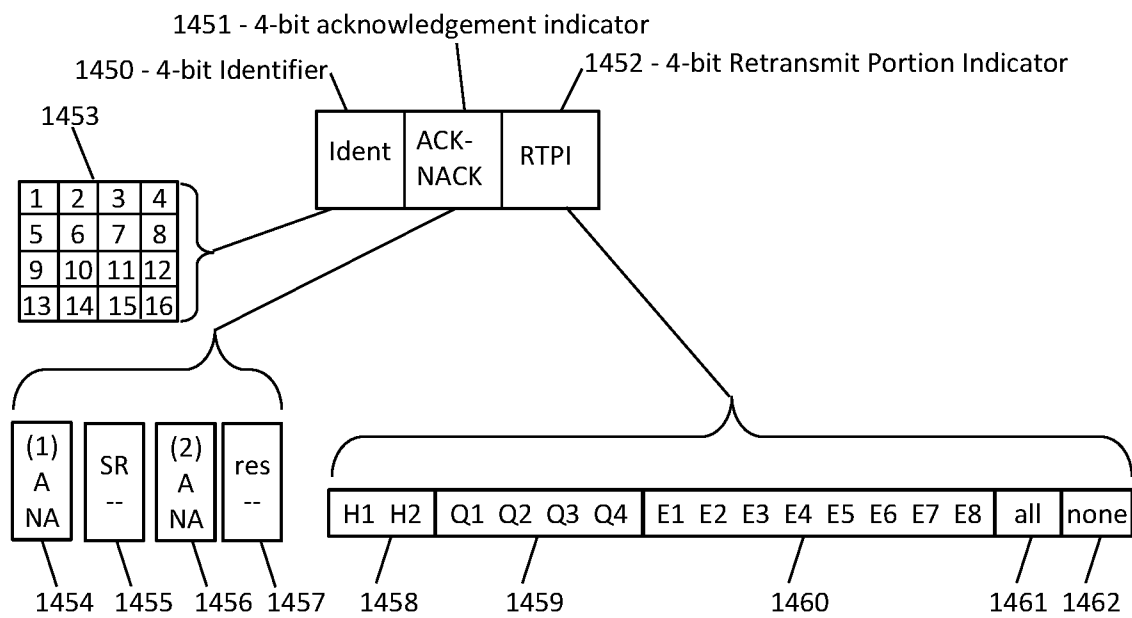 1451 - 4-bit acknowledgement indicator
1450 - 4-bit Identifier
1452 - 4-bit Retransmit Portion Indicator
1453
Ident
ACK-
NACK
RTPI
1 2 3 4
5 6 7 8
9 10 11 12
13 14 15 16
(1)
A
NA
SR
--
(2)
A
NA
res
--
H1 H2 Q1 Q2 Q3 Q4 E1 E2 E3 E4 E5 E6 E7 E8 all none
1454 1455 1456 1457 1458 1459 1460 1461 1462